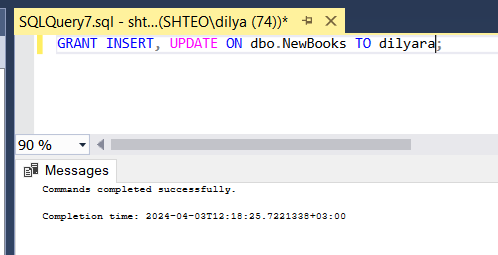 SQLQuery7.sql - sht...(SHTEO\dilya (74))*
GRANT INSERT, UPDATE ON dbo.NewBooks TO dilyara;
90 %
Messages
Commands completed successfully.
Completion time: 2024-04-03T12:18:25.7221338+03:00